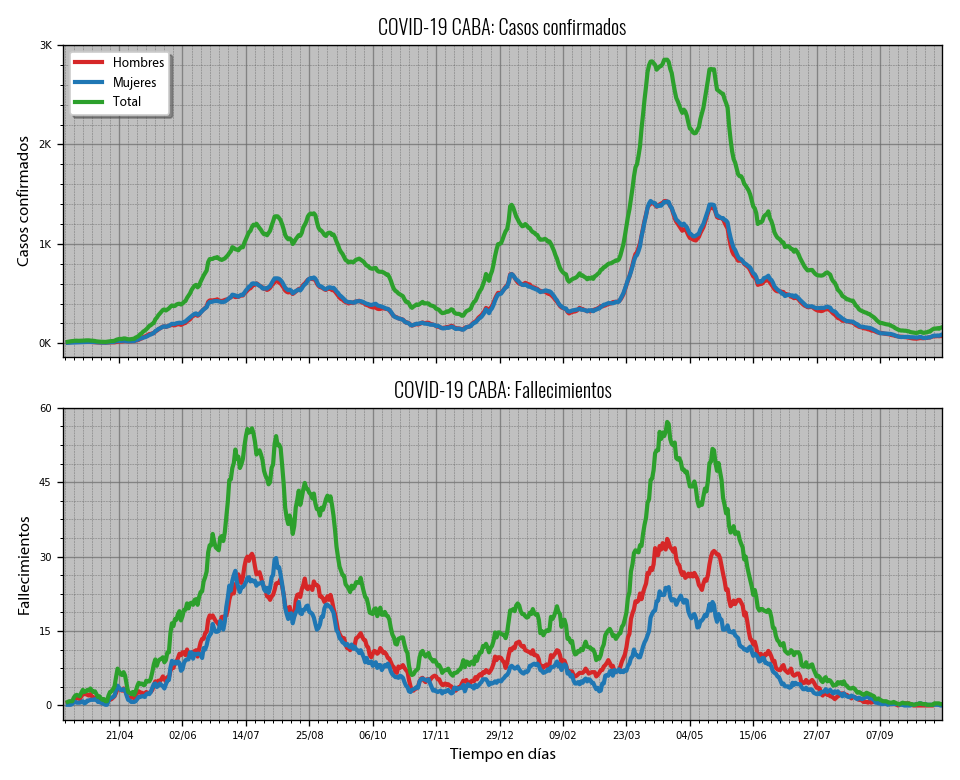 COVID-19 CABA: Casos confirmados
3K
2K
1K
0K
Casos confirmados
Hombres
Mujeres
Total
COVID-19 CABA: Fallecimientos
60
45
30
15
0
Fallecimientos
21/04 02/06 14/07 25/08 06/10 17/11 29/12 09/02 23/03 04/05 15/06 27/07 07/09
Tiempo en días